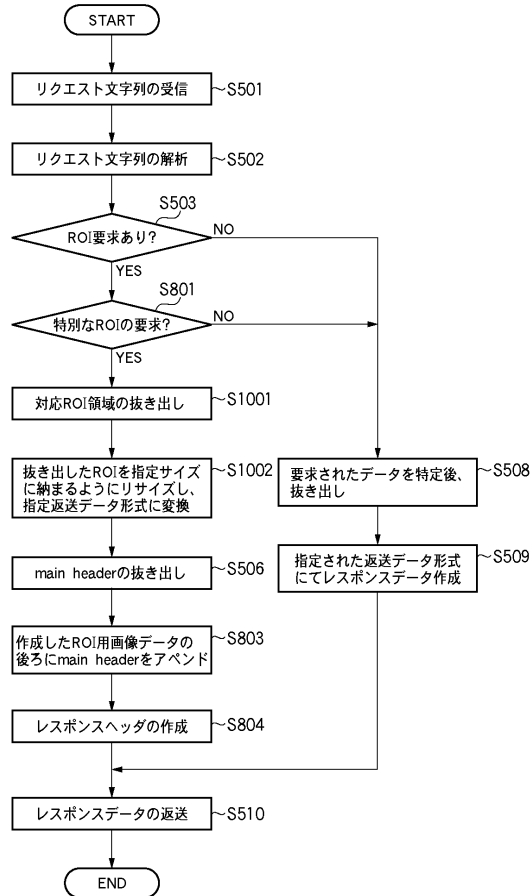 START
リクエスト文字列の受信
S501
リクエスト文字列の解析
S502
S503
ROI要求あり?
NO
YES
S801
特別なROIの要求?
NO
YES
対応ROI領域の抜き出し
S1001
抜き出したROIを指定サイズ
に納まるようにリサイズし、
指定返送データ形式に変換
S1002
要求されたデータを特定後、
抜き出し
S508
main headerの抜き出し
S506
指定された返送データ形式
にてレスポンスデータ作成
S509
作成したROI用画像データの
後ろにmain headerをアペンド
S803
レスポンスヘッダの作成
S804
レスポンスデータの返送
S510
END